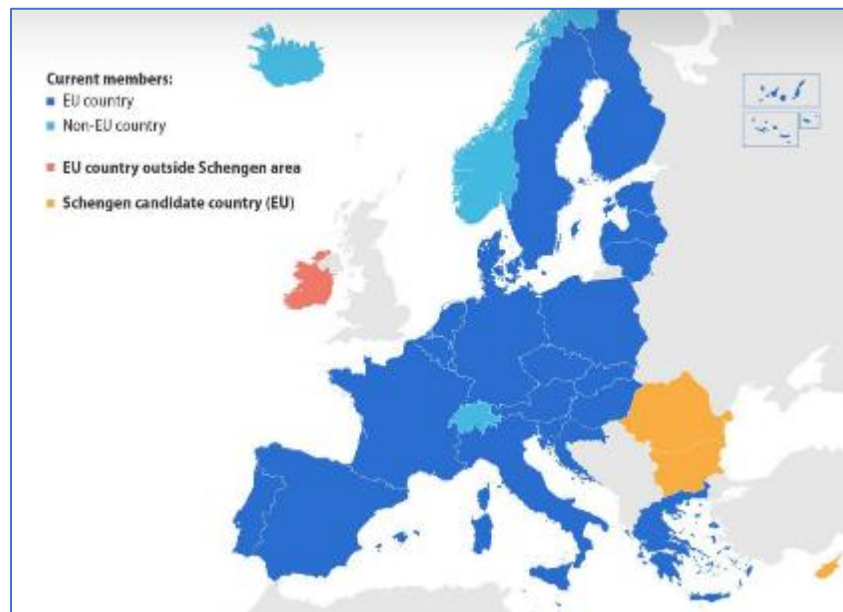 Current members:
EU country
Non-EU country
EU country outside Schengen area
Schengen candidate country (EU)